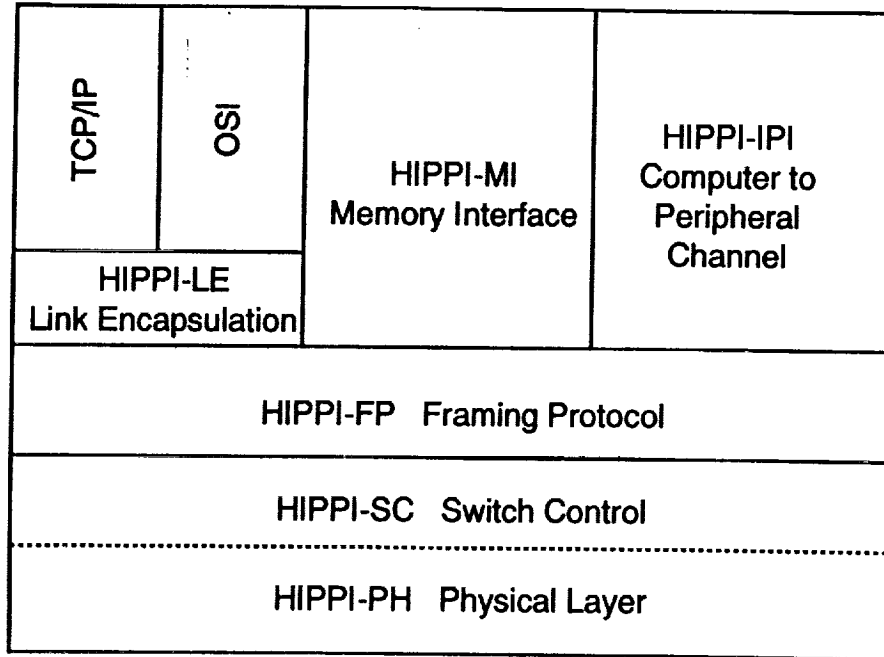 TCP/IP
OSI
HIPPI-LE
Link Encapsulation
HIPPI-MI
Memory Interface
HIPPI-IPI
Computer to
Peripheral
Channel
HIPPI-FP Framing Protocol
HIPPI-SC Switch Control
HIPPI-PH Physical Layer